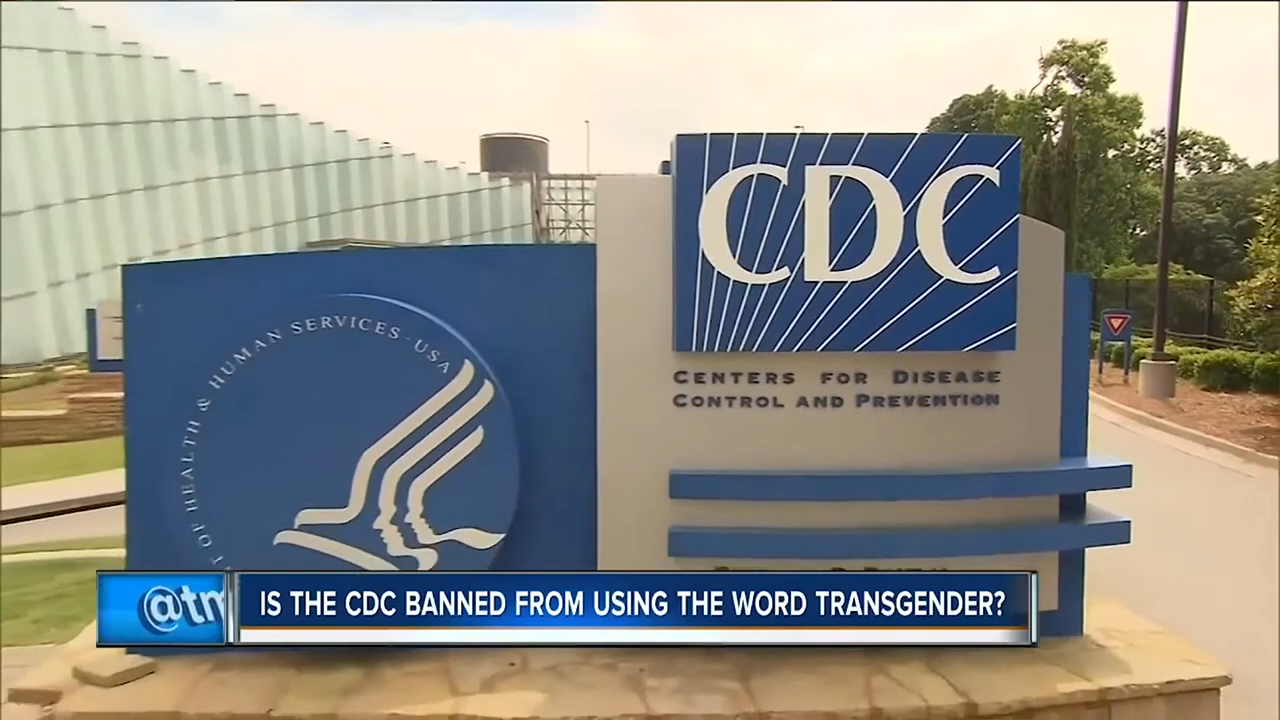 CDC
CENTERS FOR DISEASE
CONTROL AND PREVENTION
OF HEALTH & HUMAN SERVICES · USA
@tm
IS THE CDC BANNED FROM USING THE WORD TRANSGENDER?